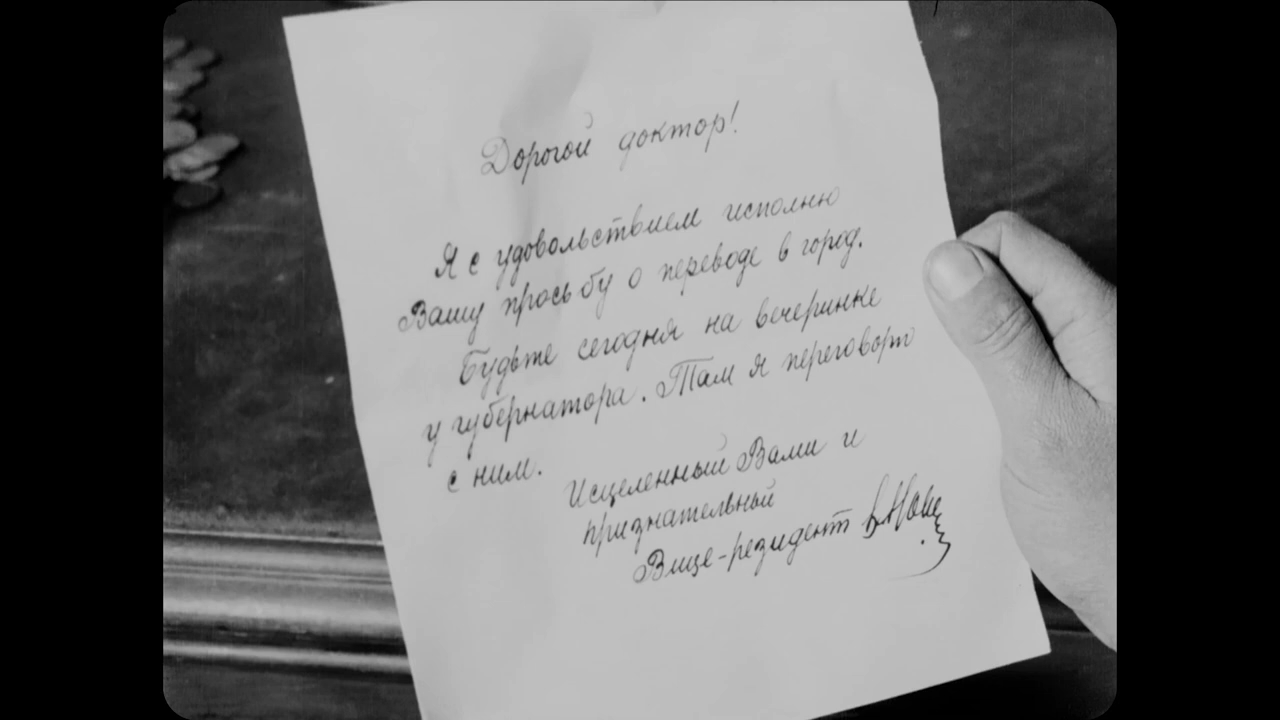 Дорогой доктор!
Я с удовольствием исполню
Вашу просьбу о переводе в город.
Будьте сегодня на вечеринке
у губернатора. Там я переговорю
с ним.
Исцеленный Вами и
признательный
Вице-резидент